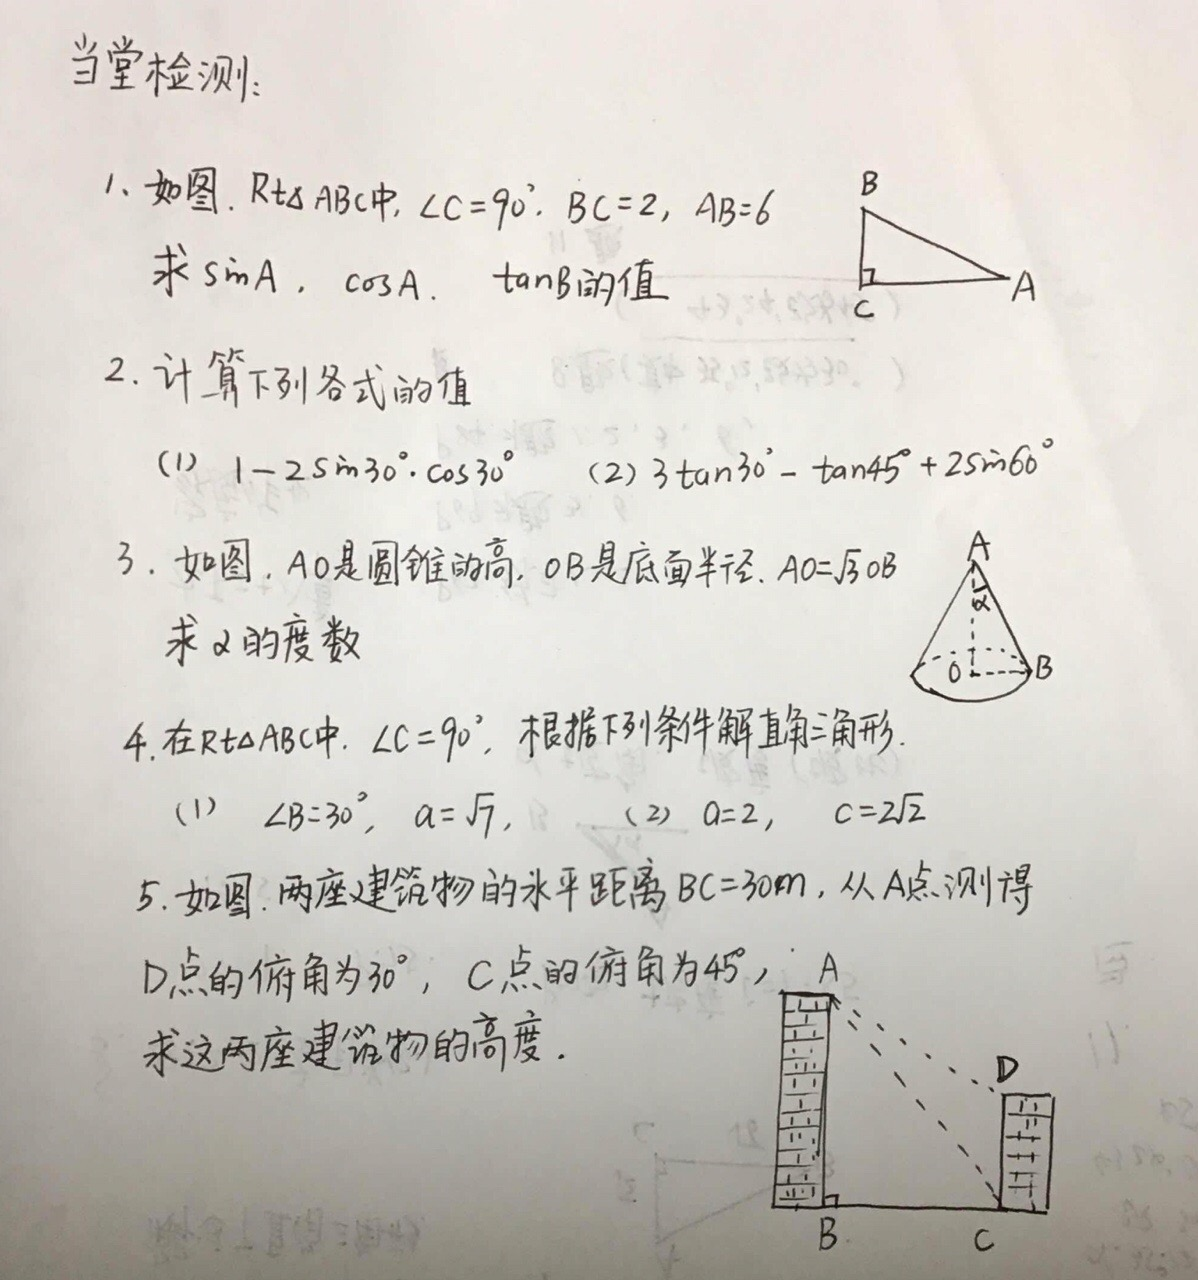 当堂检测:
1、如图.Rt△ABC中,∠C=90°.BC=2,AB=6
求sinA.cosA.tanB的值
B
C
A
2.计算下列各式的值
(1) 1-2sin30°·cos30° (2) 3tan30°-tan45°+2sin60°
3.如图.AO是圆锥的高,OB是底面半径.AO=√3OB
求α的度数
A
α
O
B
4.在Rt△ABC中.∠C=90°,根据下列条件解直角三角形.
(1) ∠B=30°,a=√7, (2) a=2, c=2√2
5.如图.两座建筑物的水平距离BC=30m,从A点测得
D点的俯角为30°,C点的俯角为45°,
求这两座建筑物的高度.
A
D
B
C